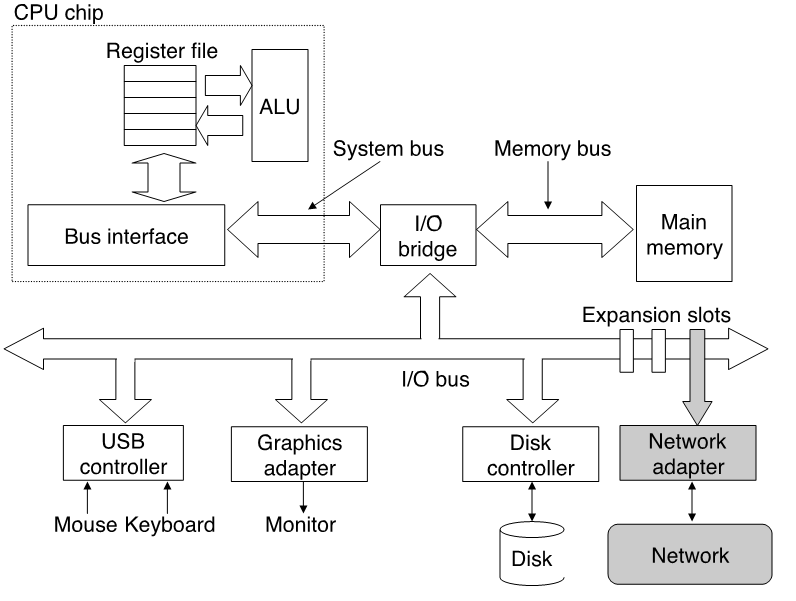 CPU chip
Register file
ALU
System bus
Memory bus
Bus interface
I/O
bridge
Main
memory
Expansion slots
I/O bus
USB
controller
Graphics
adapter
Disk
controller
Network
adapter
Mouse Keyboard
Monitor
Disk
Network